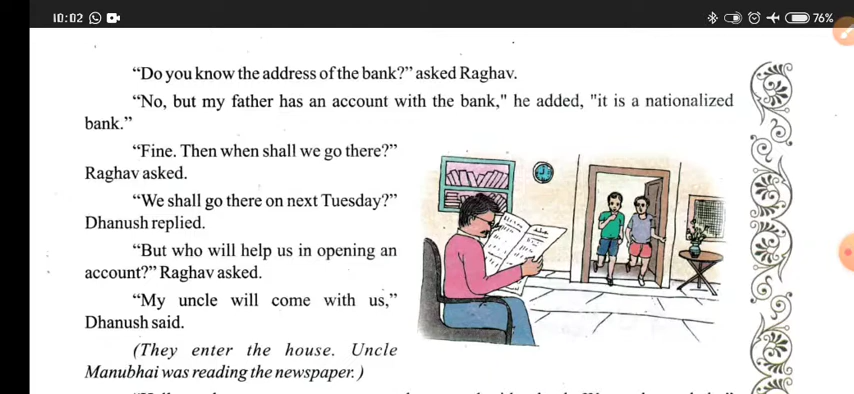 10:02
76%
“Do you know the address of the bank?” asked Raghav.
“No, but my father has an account with the bank," he added, "it is a nationalized
bank.”
“Fine. Then when shall we go there?”
Raghav asked.
“We shall go there on next Tuesday?”
Dhanush replied.
“But who will help us in opening an
account?” Raghav asked.
“My uncle will come with us,”
Dhanush said.
(They enter the house. Uncle
Manubhai was reading the newspaper. )